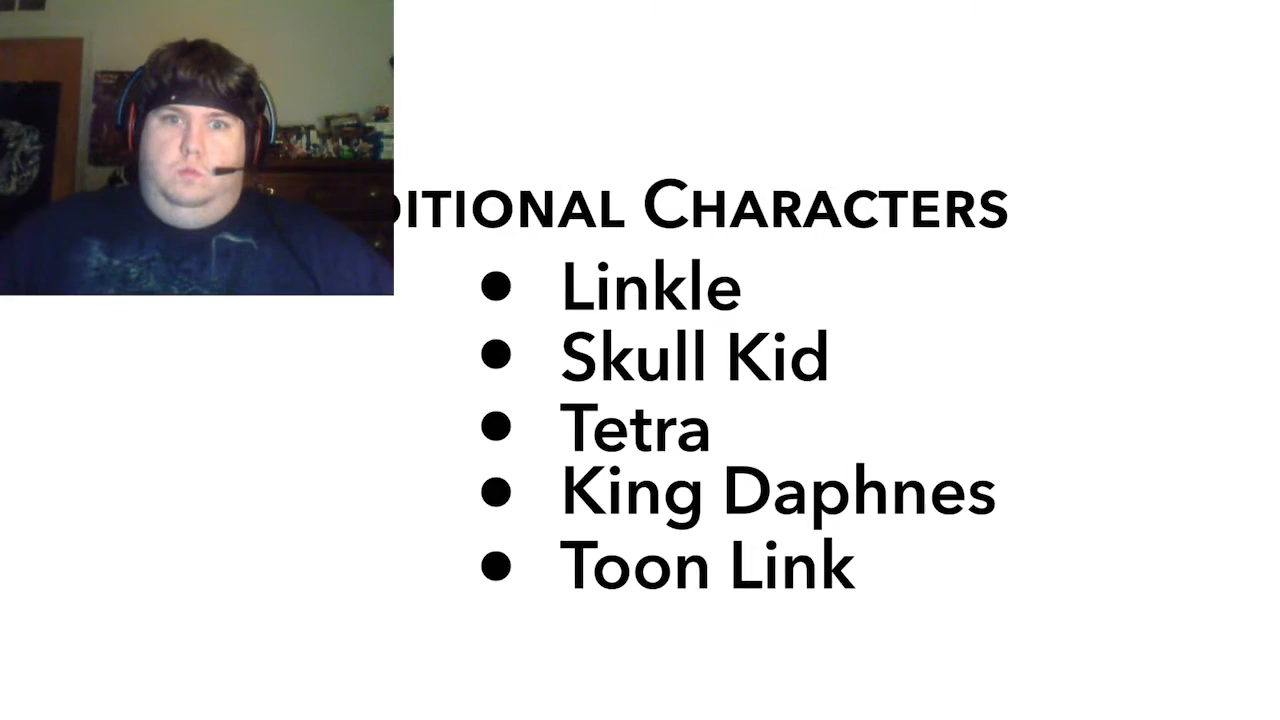 DITIONAL CHARACTERS
• Linkle
• Skull Kid
• Tetra
• King Daphnes
• Toon Link